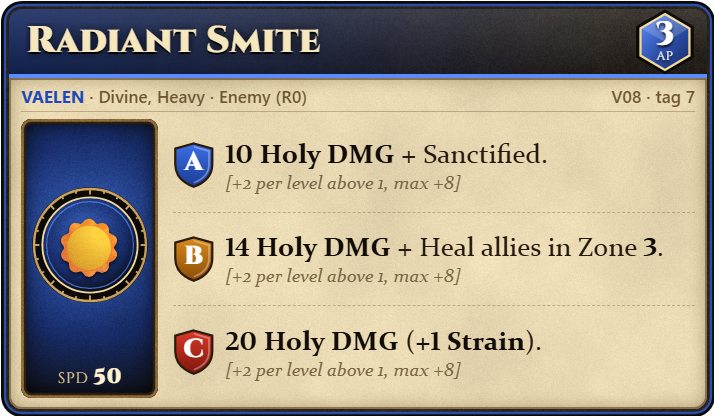 RADIANT SMITE
3
AP
VAELEN · Divine, Heavy · Enemy (R0)
V08 · tag 7
A
10 Holy DMG + Sanctified.
[+2 per level above 1, max +8]
B
14 Holy DMG + Heal allies in Zone 3.
[+2 per level above 1, max +8]
C
20 Holy DMG (+1 Strain).
[+2 per level above 1, max +8]
SPD 50